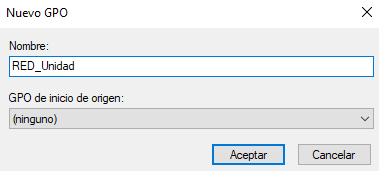 Nuevo GPO
Nombre:
RED_Unidad
GPO de inicio de origen:
(ninguno)
Aceptar
Cancelar